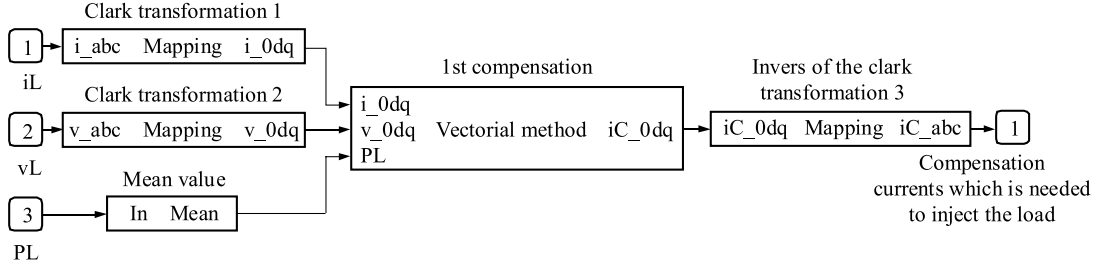 Clark transformation 1
1
i_abc Mapping i_0dq
iL
Clark transformation 2
2
v_abc Mapping v_0dq
vL
Mean value
3
In Mean
PL
1st compensation
i_0dq
v_0dq Vectorial method iC_0dq
PL
Invers of the clark
transformation 3
iC_0dq Mapping iC_abc
1
Compensation
currents which is needed
to inject the load